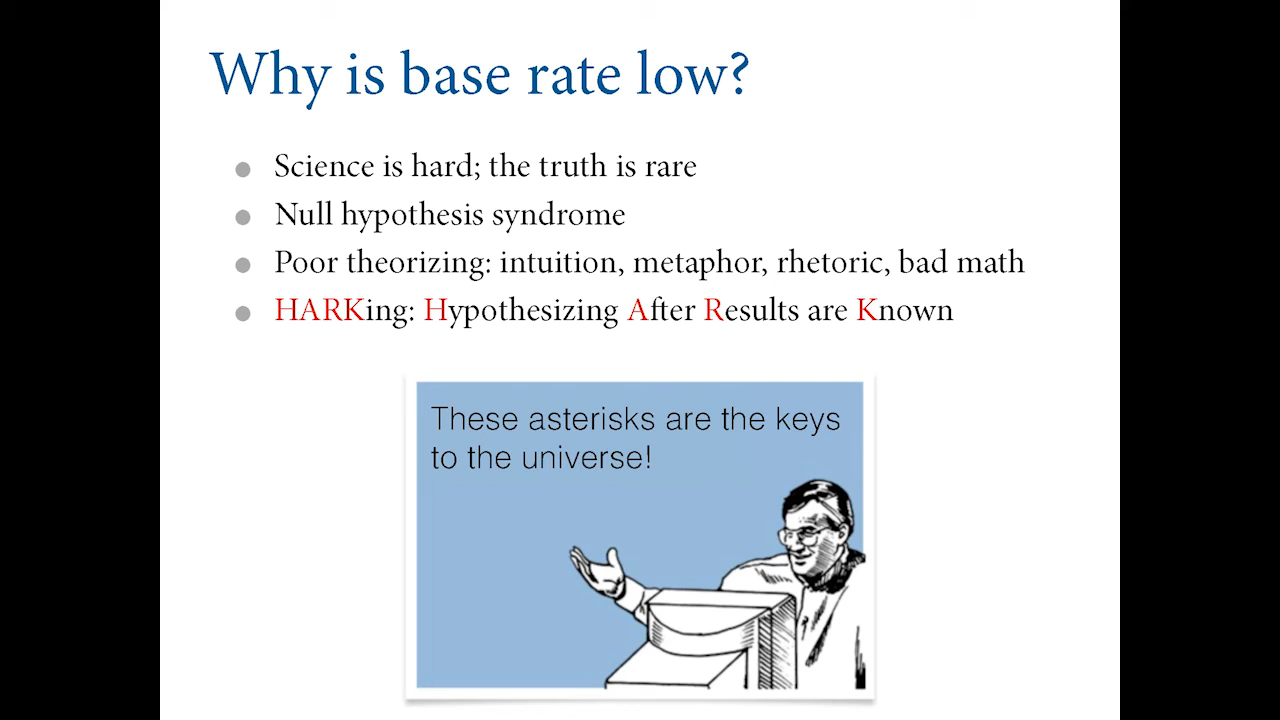 Why is base rate low?
Science is hard; the truth is rare
Null hypothesis syndrome
Poor theorizing: intuition, metaphor, rhetoric, bad math
HARKing: Hypothesizing After Results are Known
These asterisks are the keys
to the universe!